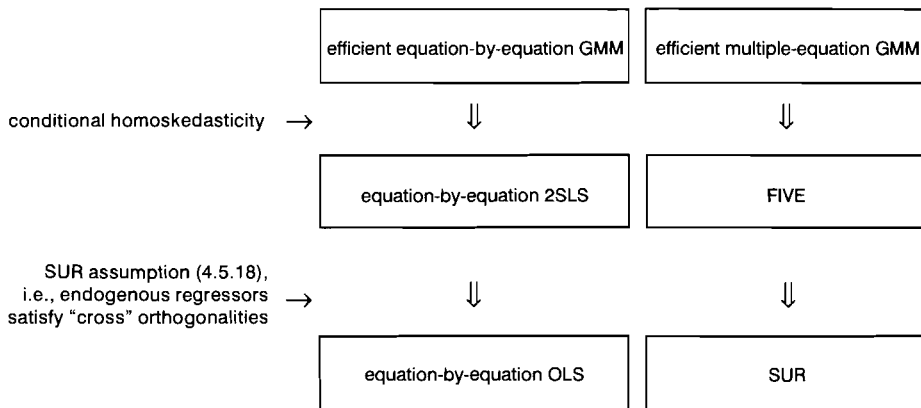 efficient equation-by-equation GMM
efficient multiple-equation GMM
conditional homoskedasticity → ⇓ ⇓
equation-by-equation 2SLS
FIVE
SUR assumption (4.5.18),
i.e., endogenous regressors → ⇓ ⇓
satisfy “cross” orthogonalities
equation-by-equation OLS
SUR